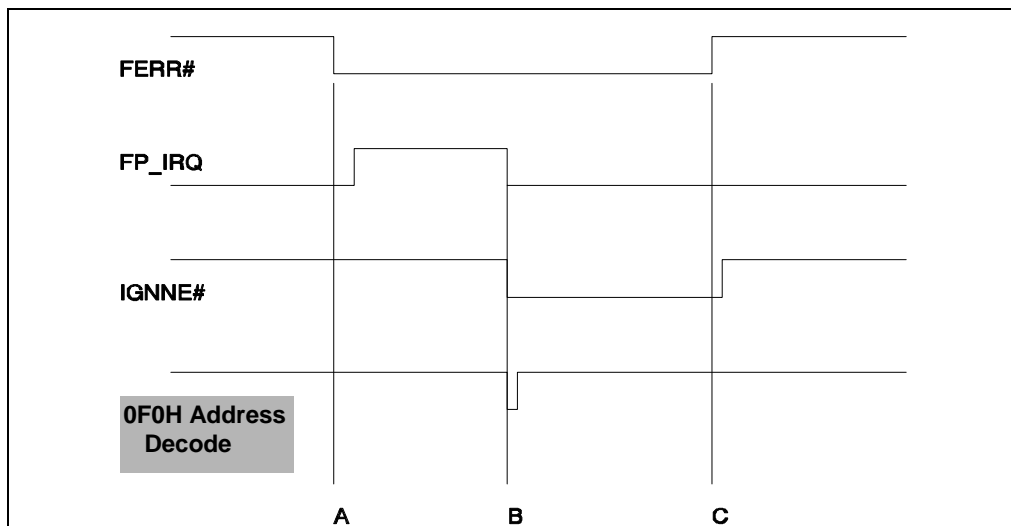 FERR#
FP_IRQ
IGNNE#
0F0H Address
Decode
A B C